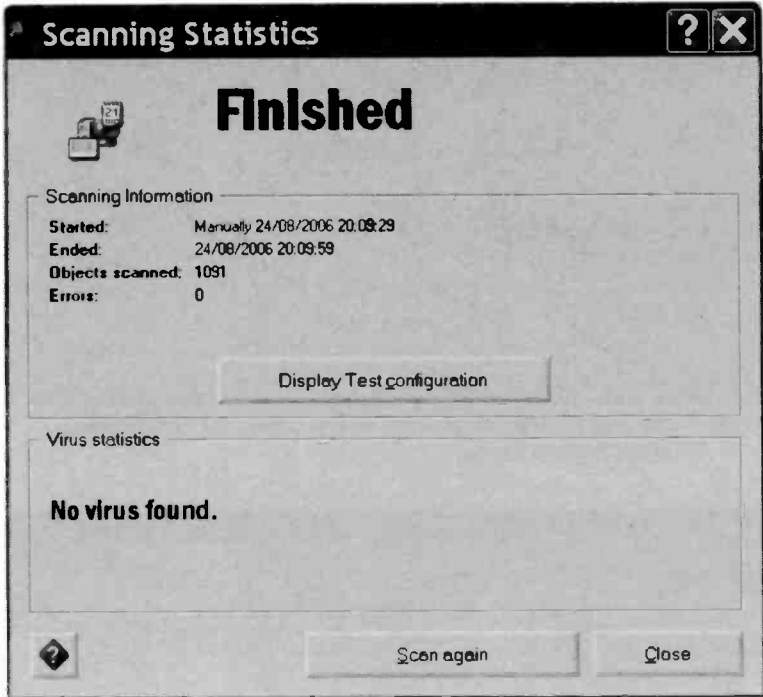 Scanning Statistics
Finished
Scanning Information
Started: Manually 24/08/2006 20:09:29
Ended: 24/08/2006 20:09:59
Objects scanned: 1091
Errors: 0
Display Test configuration
Virus statistics
No virus found.
Scan again
Close